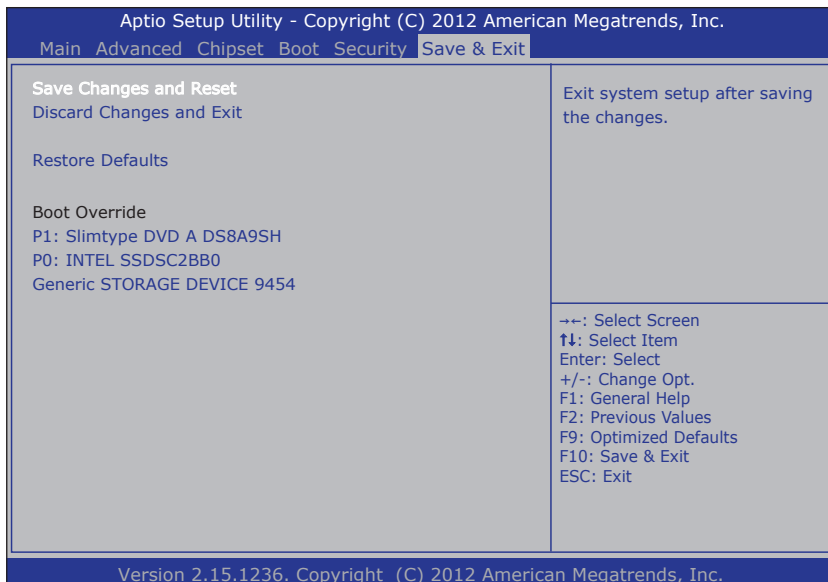 Aptio Setup Utility - Copyright (C) 2012 American Megatrends, Inc.
Main Advanced Chipset Boot Security Save & Exit
Save Changes and Reset
Discard Changes and Exit
Restore Defaults
Boot Override
P1: Slimtype DVD A DS8A9SH
P0: INTEL SSDSC2BB0
Generic STORAGE DEVICE 9454
Exit system setup after saving
the changes.
→←: Select Screen
↑↓: Select Item
Enter: Select
+/-: Change Opt.
F1: General Help
F2: Previous Values
F9: Optimized Defaults
F10: Save & Exit
ESC: Exit
Version 2.15.1236. Copyright (C) 2012 American Megatrends, Inc.